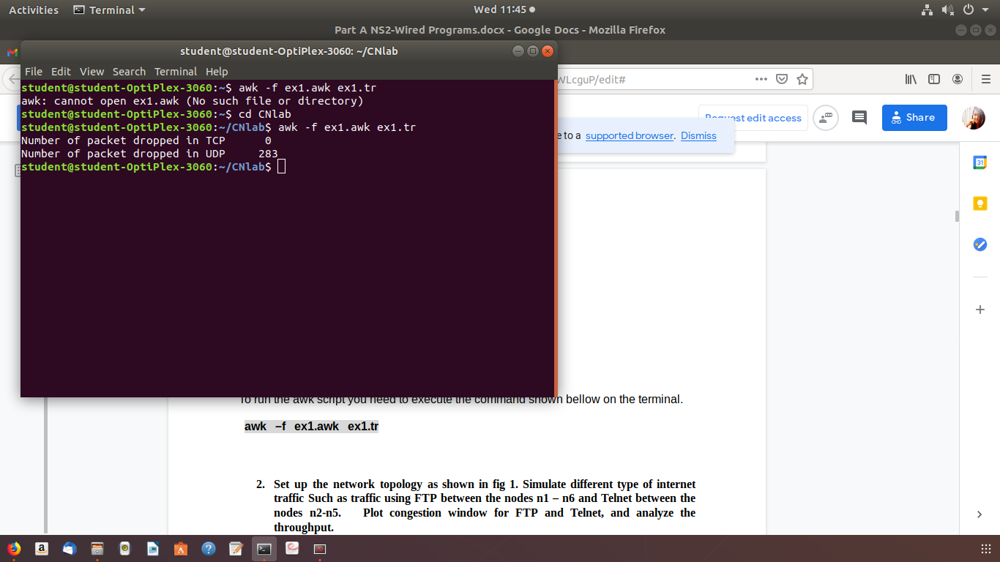 Activities Terminal Wed 11:45
Part A NS2-Wired Programs.docx - Google Docs - Mozilla Firefox
student@student-OptiPlex-3060: ~/CNlab
File Edit View Search Terminal Help
WLcguP/edit#
student@student-OptiPlex-3060:~$ awk -f ex1.awk ex1.tr
awk: cannot open ex1.awk (No such file or directory)
student@student-OptiPlex-3060:~$ cd CNlab
student@student-OptiPlex-3060:~/CNlab$ awk -f ex1.awk ex1.tr
Number of packet dropped in TCP 0
Number of packet dropped in UDP 283
student@student-OptiPlex-3060:~/CNlab$
Request edit access
Share
e to a supported browser. Dismiss
31
To run the awk script you need to execute the command shown bellow on the terminal.
awk –f ex1.awk ex1.tr
2. Set up the network topology as shown in fig 1. Simulate different type of internet
traffic Such as traffic using FTP between the nodes n1 – n6 and Telnet between the
nodes n2-n5. Plot congestion window for FTP and Telnet, and analyze the
throughput.